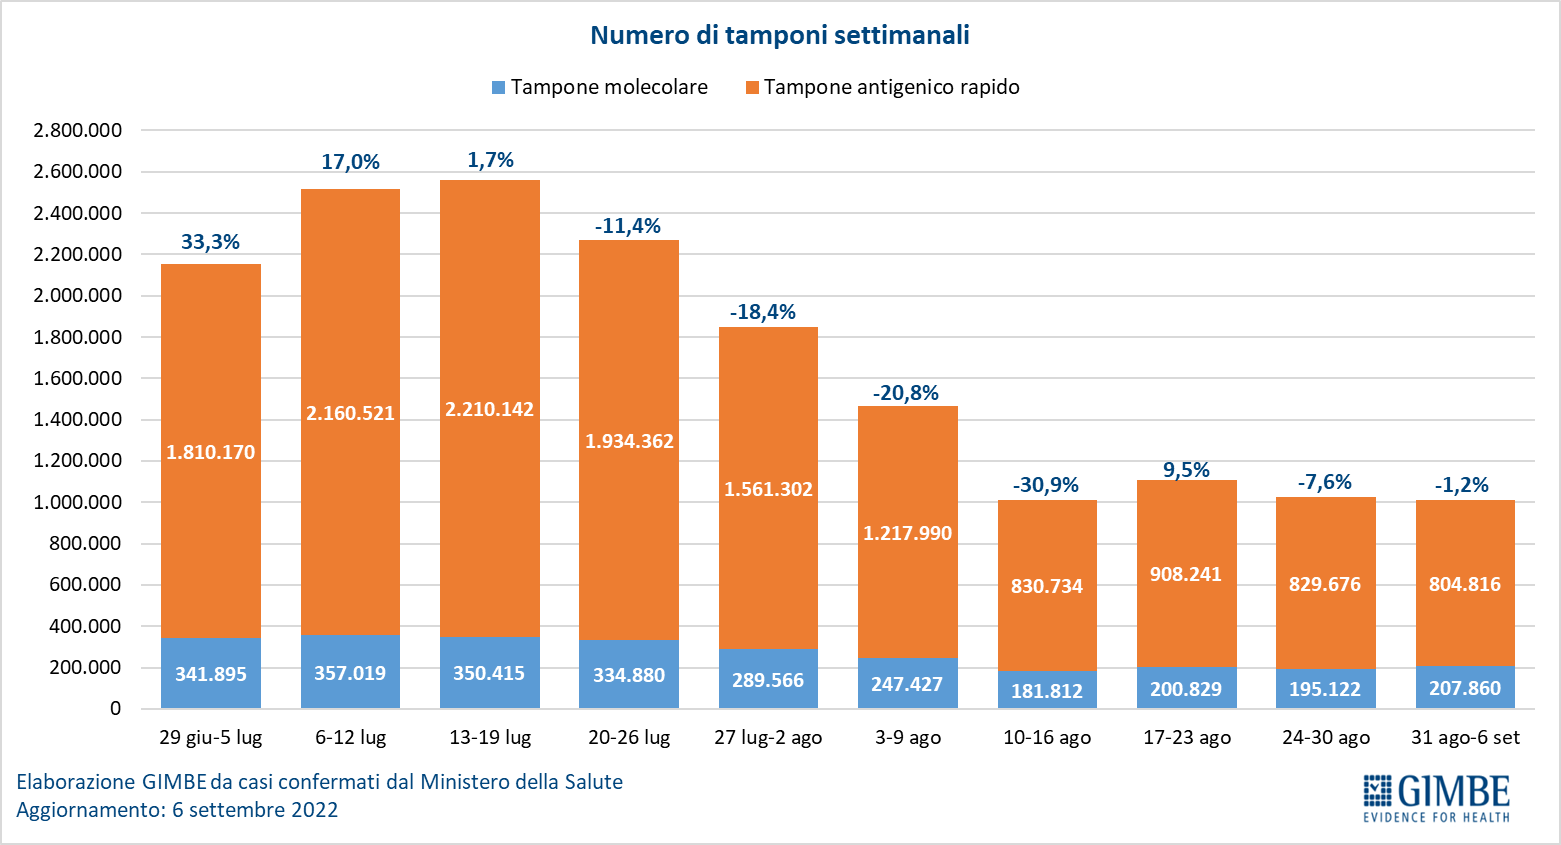 Numero di tamponi settimanali
Tampone molecolare Tampone antigenico rapido
2.800.000
2.600.000
2.400.000
2.200.000
2.000.000
1.800.000
1.600.000
1.400.000
1.200.000
1.000.000
800.000
600.000
400.000
200.000
0
33,3% 17,0% 1,7% -11,4% -18,4% -20,8% -30,9% 9,5% -7,6% -1,2%
1.810.170 2.160.521 2.210.142 1.934.362 1.561.302 1.217.990 830.734 908.241 829.676 804.816
341.895 357.019 350.415 334.880 289.566 247.427 181.812 200.829 195.122 207.860
29 giu-5 lug 6-12 lug 13-19 lug 20-26 lug 27 lug-2 ago 3-9 ago 10-16 ago 17-23 ago 24-30 ago 31 ago-6 set
Elaborazione GIMBE da casi confermati dal Ministero della Salute
Aggiornamento: 6 settembre 2022
GIMBE
EVIDENCE FOR HEALTH